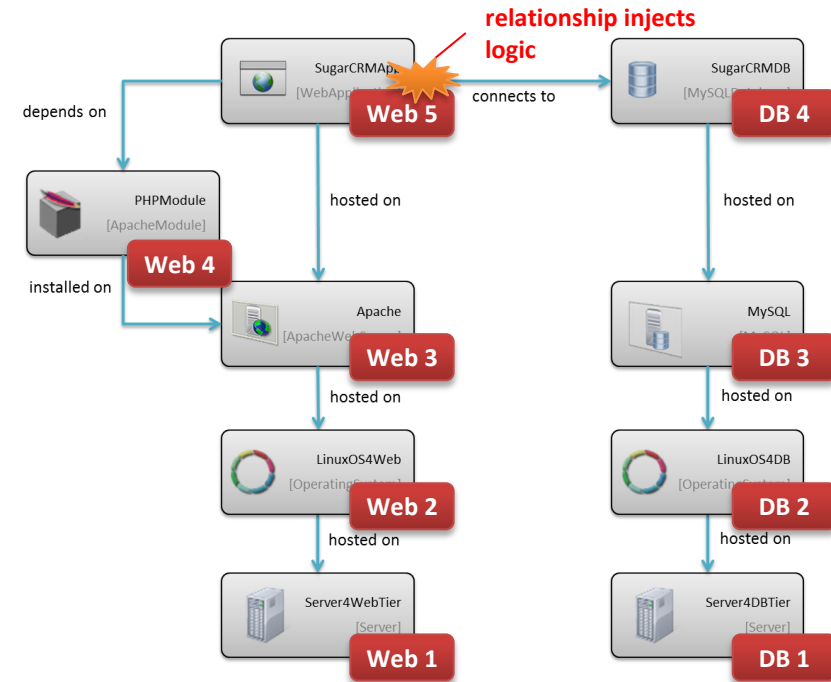 relationship injects
logic
SugarCRMApp
[WebApplication]
Web 5
connects to
SugarCRMDB
DB 4
depends on
PHPModule
[ApacheModule]
Web 4
hosted on
hosted on
installed on
Apache
Web 3
MySQL
DB 3
hosted on
hosted on
LinuxOS4Web
Web 2
LinuxOS4DB
DB 2
hosted on
hosted on
Server4WebTier
[Server]
Web 1
Server4DBTier
[Server]
DB 1